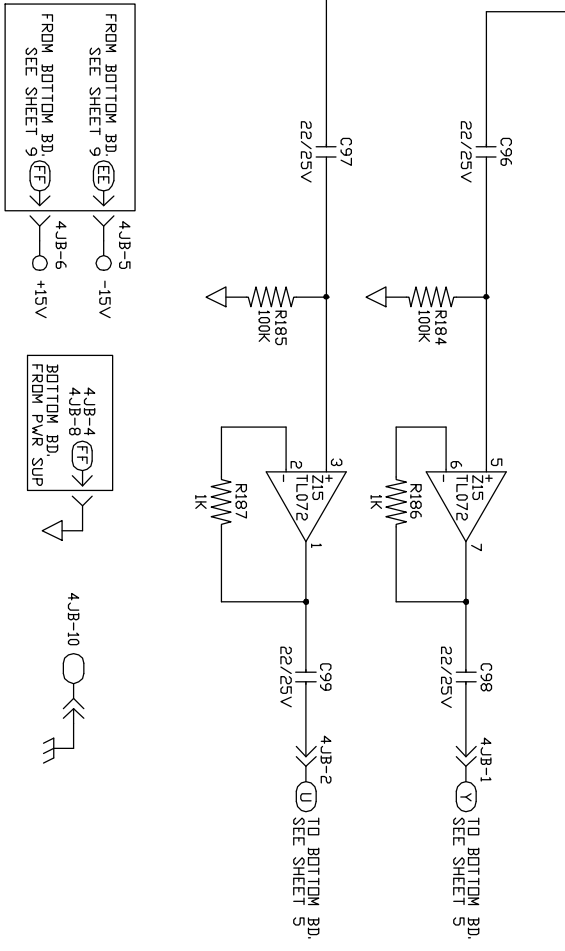 C96
22/25V
R184
100K
5
+
6
-
Z15
TL072
7
R186
1K
C98
22/25V
4JB-1
Y
TO BOTTOM BD.
SEE SHEET 5
C97
22/25V
R185
100K
3
+
2
-
Z15
TL072
1
R187
1K
C99
22/25V
4JB-2
U
TO BOTTOM BD.
SEE SHEET 5
FROM BOTTOM BD.
SEE SHEET 9
EE
4JB-5
-15V
FROM BOTTOM BD.
SEE SHEET 9
FF
4JB-6
+15V
4JB-4
4JB-8
FF
BOTTOM BD.
FROM PWR SUP
4JB-10